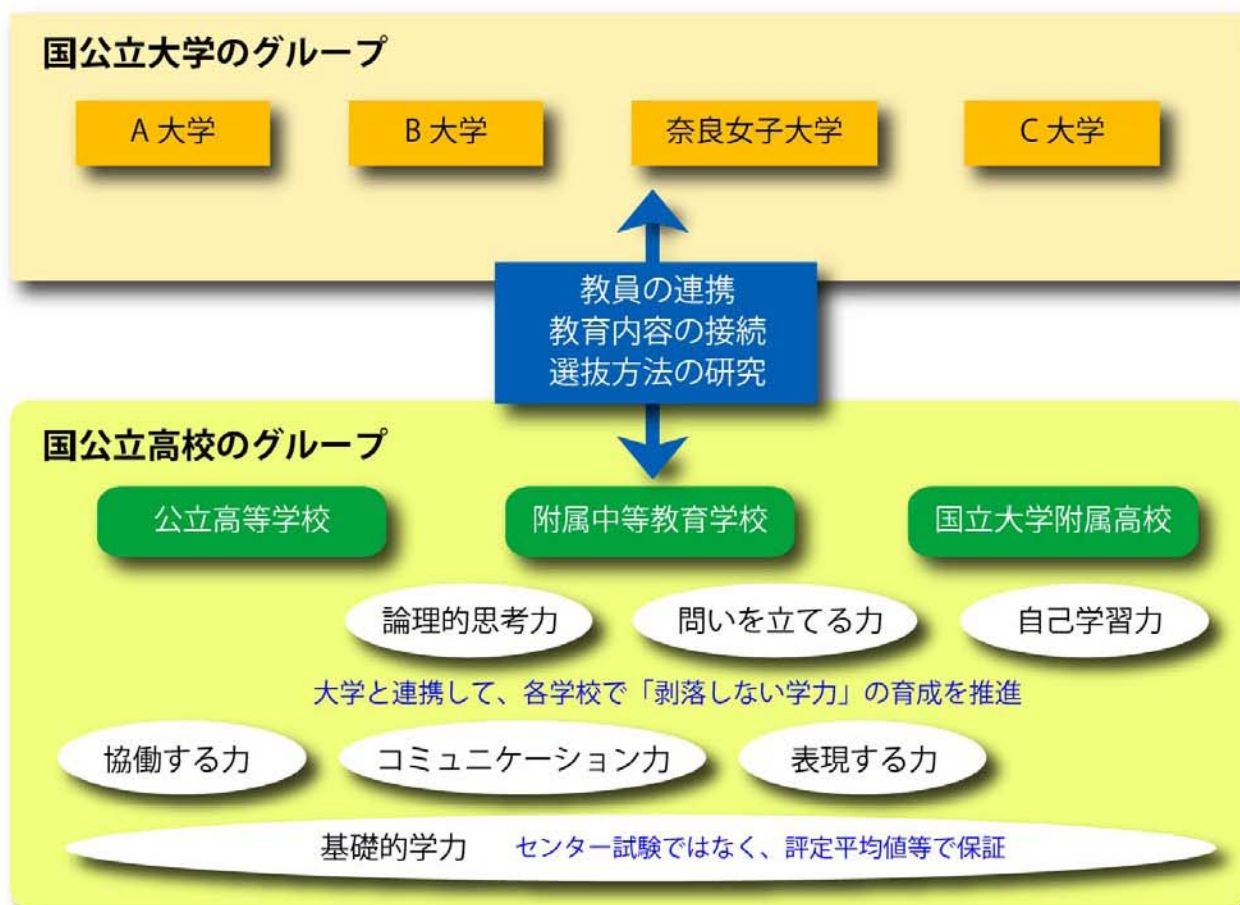 国公立大学のグループ
A 大学
B 大学
奈良女子大学
C 大学
教員の連携
教育内容の接続
選抜方法の研究
国公立高校のグループ
公立高等学校
附属中等教育学校
国立大学附属高校
論理的思考力
問いを立てる力
自己学習力
大学と連携して、各学校で「剥落しない学力」の育成を推進
協働する力
コミュニケーション力
表現する力
基礎的学力 センター試験ではなく、評定平均値等で保証